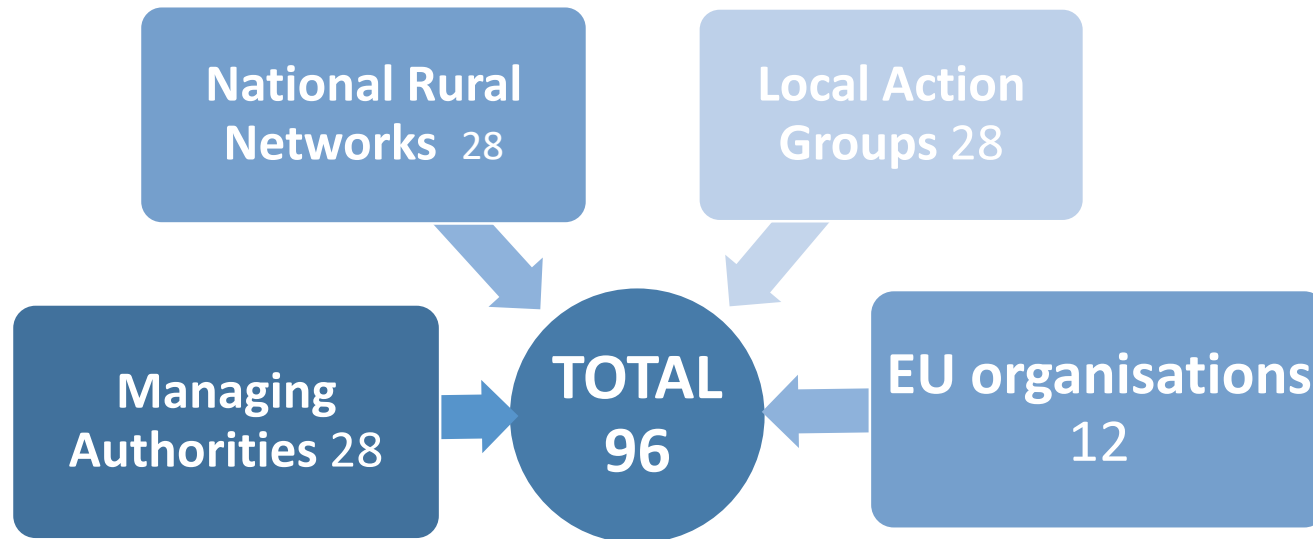 National Rural
Networks 28
Local Action
Groups 28
Managing
Authorities 28
TOTAL
96
EU organisations
12